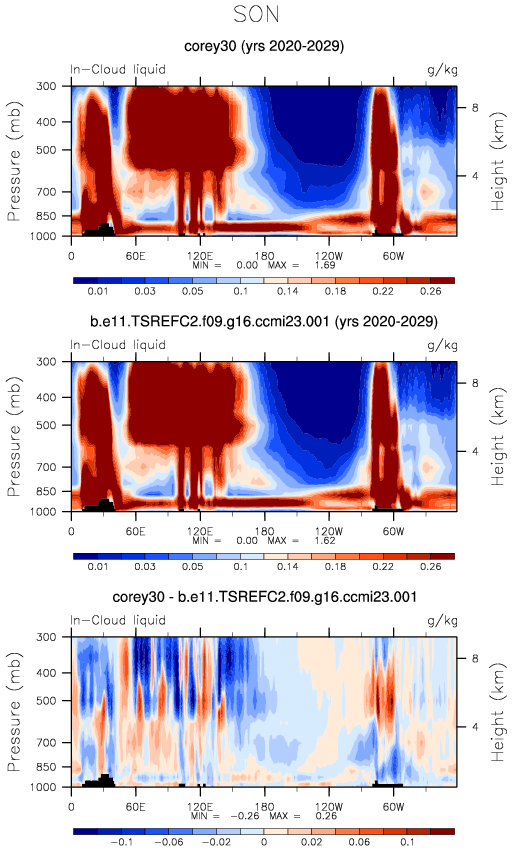 SON
corey30 (yrs 2020-2029)
In-Cloud liquid g/kg
Pressure (mb)
300
400
500
700
850
1000
8
4
Height (km)
0 60E 120E 180 120W 60W
MIN = 0.00 MAX = 1.69
0.01 0.03 0.05 0.1 0.14 0.18 0.22 0.26
b.e11.TSREFC2.f09.g16.ccmi23.001 (yrs 2020-2029)
In-Cloud liquid g/kg
Pressure (mb)
300
400
500
700
850
1000
8
4
Height (km)
0 60E 120E 180 120W 60W
MIN = 0.00 MAX = 1.62
0.01 0.03 0.05 0.1 0.14 0.18 0.22 0.26
corey30 - b.e11.TSREFC2.f09.g16.ccmi23.001
In-Cloud liquid g/kg
Pressure (mb)
300
400
500
700
850
1000
8
4
Height (km)
0 60E 120E 180 120W 60W
MIN = -0.26 MAX = 0.26
-0.1 -0.06 -0.02 0 0.02 0.06 0.1